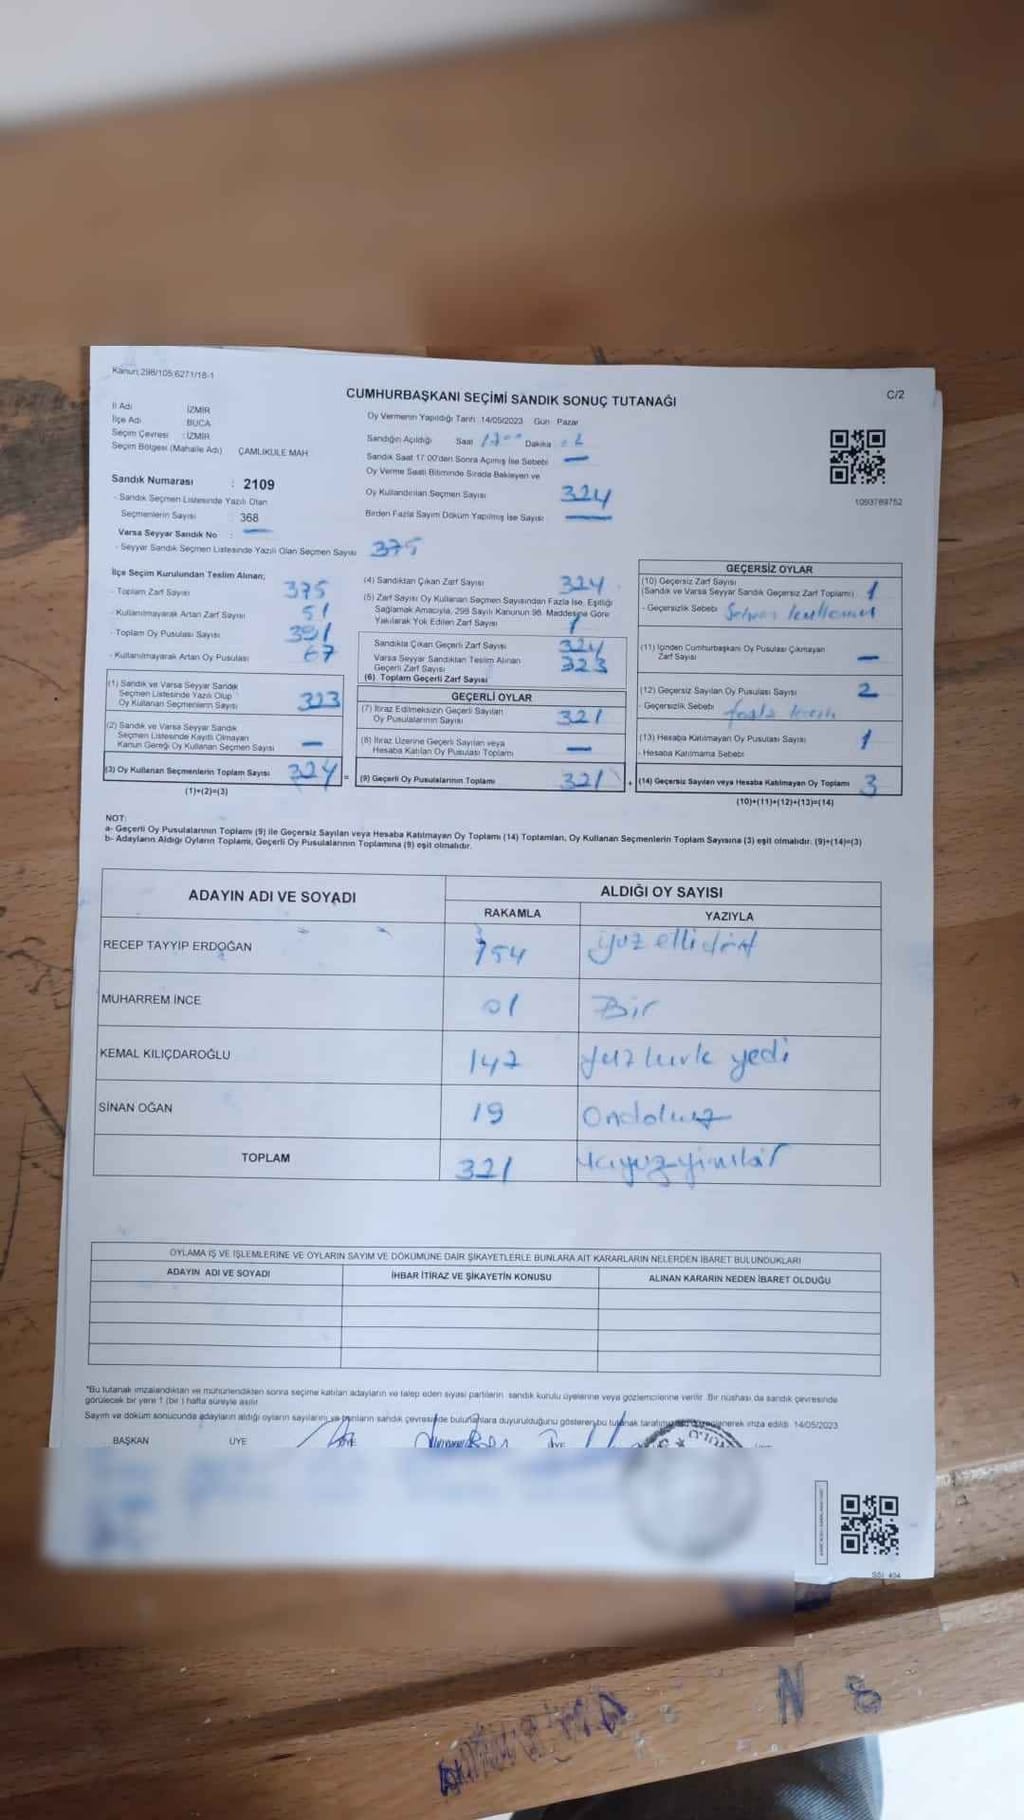 Kanun:298/105;6271/18-1
CUMHURBAŞKANI SEÇİMİ SANDIK SONUÇ TUTANAĞI
C/2
İl Adı İZMİR
İlçe Adı BUCA
Seçim Çevresi : İZMİR
Seçim Bölgesi (Mahalle Adı) ÇAMLIKULE MAH
Sandık Numarası : 2109
- Sandık Seçmen Listesinde Yazılı Olan
Seçmenlerin Sayısı : 368
Varsa Seyyar Sandık No :
- Seyyar Sandık Seçmen Listesinde Yazılı Olan Seçmen Sayısı 375
Oy Vermenin Yapıldığı Tarih 14/05/2023 Gün Pazar
Sandığın Açıldığı Saat Dakika
Sandık Saat 17:00'den Sonra Açılmış İse Sebebi —
Oy Verme Saati Bitiminde Sırada Bekleyen ve
Oy Kullandırılan Seçmen Sayısı 324
Birden Fazla Sayım Döküm Yapılmış İse Sayısı —
1093769752
İlçe Seçim Kurulundan Teslim Alınan;
- Toplam Zarf Sayısı 375
- Kullanılmayarak Artan Zarf Sayısı 51
- Toplam Oy Pusulası Sayısı 391
- Kullanılmayarak Artan Oy Pusulası 67
(1) Sandık ve Varsa Seyyar Sandık
Seçmen Listesinde Yazılı Olup
Oy Kullanan Seçmenlerin Sayısı 323
(2) Sandık ve Varsa Seyyar Sandık
Seçmen Listesinde Kayıtlı Olmayan
Kanun Gereği Oy Kullanan Seçmen Sayısı —
(3) Oy Kullanan Seçmenlerin Toplam Sayısı 324 =
(1)+(2)=(3)
(4) Sandıktan Çıkan Zarf Sayısı 324
(5) Zarf Sayısı Oy Kullanan Seçmen Sayısından Fazla İse, Eşitliği
Sağlamak Amacıyla, 298 Sayılı Kanunun 98. Maddesine Göre
Yakılarak Yok Edilen Zarf Sayısı 1
Sandıkta Çıkan Geçerli Zarf Sayısı 324
Varsa Seyyar Sandıktan Teslim Alınan
Geçerli Zarf Sayısı 323
(6) Toplam Geçerli Zarf Sayısı
GEÇERLİ OYLAR
(7) İtiraz Edilmeksizin Geçerli Sayılan
Oy Pusulalarının Sayısı 321
(8) İtiraz Üzerine Geçerli Sayılan veya
Hesaba Katılan Oy Pusulası Toplamı —
(9) Geçerli Oy Pusulalarının Toplamı 321 +
GEÇERSİZ OYLAR
(10) Geçersiz Zarf Sayısı
(Sandık ve Varsa Seyyar Sandık Geçersiz Zarf Toplamı) 1
- Geçersizlik Sebebi
(11) İçinden Cumhurbaşkanı Oy Pusulası Çıkmayan
Zarf Sayısı —
(12) Geçersiz Sayılan Oy Pusulası Sayısı 2
- Geçersizlik Sebebi fazla
(13) Hesaba Katılmayan Oy Pusulası Sayısı 1
- Hesaba Katılmama Sebebi
(14) Geçersiz Sayılan veya Hesaba Katılmayan Oy Toplamı 3
(10)+(11)+(12)+(13)=(14)
NOT:
a- Geçerli Oy Pusulalarının Toplamı (9) ile Geçersiz Sayılan veya Hesaba Katılmayan Oy Toplamı (14) Toplamları, Oy Kullanan Seçmenlerin Toplam Sayısına (3) eşit olmalıdır. (9)+(14)=(3)
b- Adayların Aldığı Oyların Toplamı, Geçerli Oy Pusulalarının Toplamına (9) eşit olmalıdır.
ADAYIN ADI VE SOYADI ALDIĞI OY SAYISI
RAKAMLA YAZIYLA
RECEP TAYYİP ERDOĞAN 154 yüz ellidört
MUHARREM İNCE 01 Bir
KEMAL KILIÇDAROĞLU 147 yüz kırk yedi
SİNAN OĞAN 19 Ondokuz
TOPLAM 321 üçyüz yirmibir
OYLAMA İŞ VE İŞLEMLERİNE VE OYLARIN SAYIM VE DÖKÜMÜNE DAİR ŞİKAYETLERLE BUNLARA AİT KARARLARIN NELERDEN İBARET BULUNDUKLARI
ADAYIN ADI VE SOYADI İHBAR İTİRAZ VE ŞİKAYETİN KONUSU ALINAN KARARIN NEDEN İBARET OLDUĞU
*Bu tutanak imzalandıktan ve mühürlendikten sonra seçime katılan adayların ve talep eden siyasi partilerin sandık kurulu üyelerine veya gözlemcilerine verilir. Bir nüshası da sandık çevresinde
görülecek bir yere 1 (bir) hafta süreyle asılır
Sayım ve döküm sonucunda adayların aldığı oyların sayılarını ve bunların sandık çevresinde bulunanlara duyurulduğunu gösteren bu tutanak tarafımızdan düzenlenerek imza edildi. 14/05/2023
BAŞKAN ÜYE ÜYE ÜYE
N 8